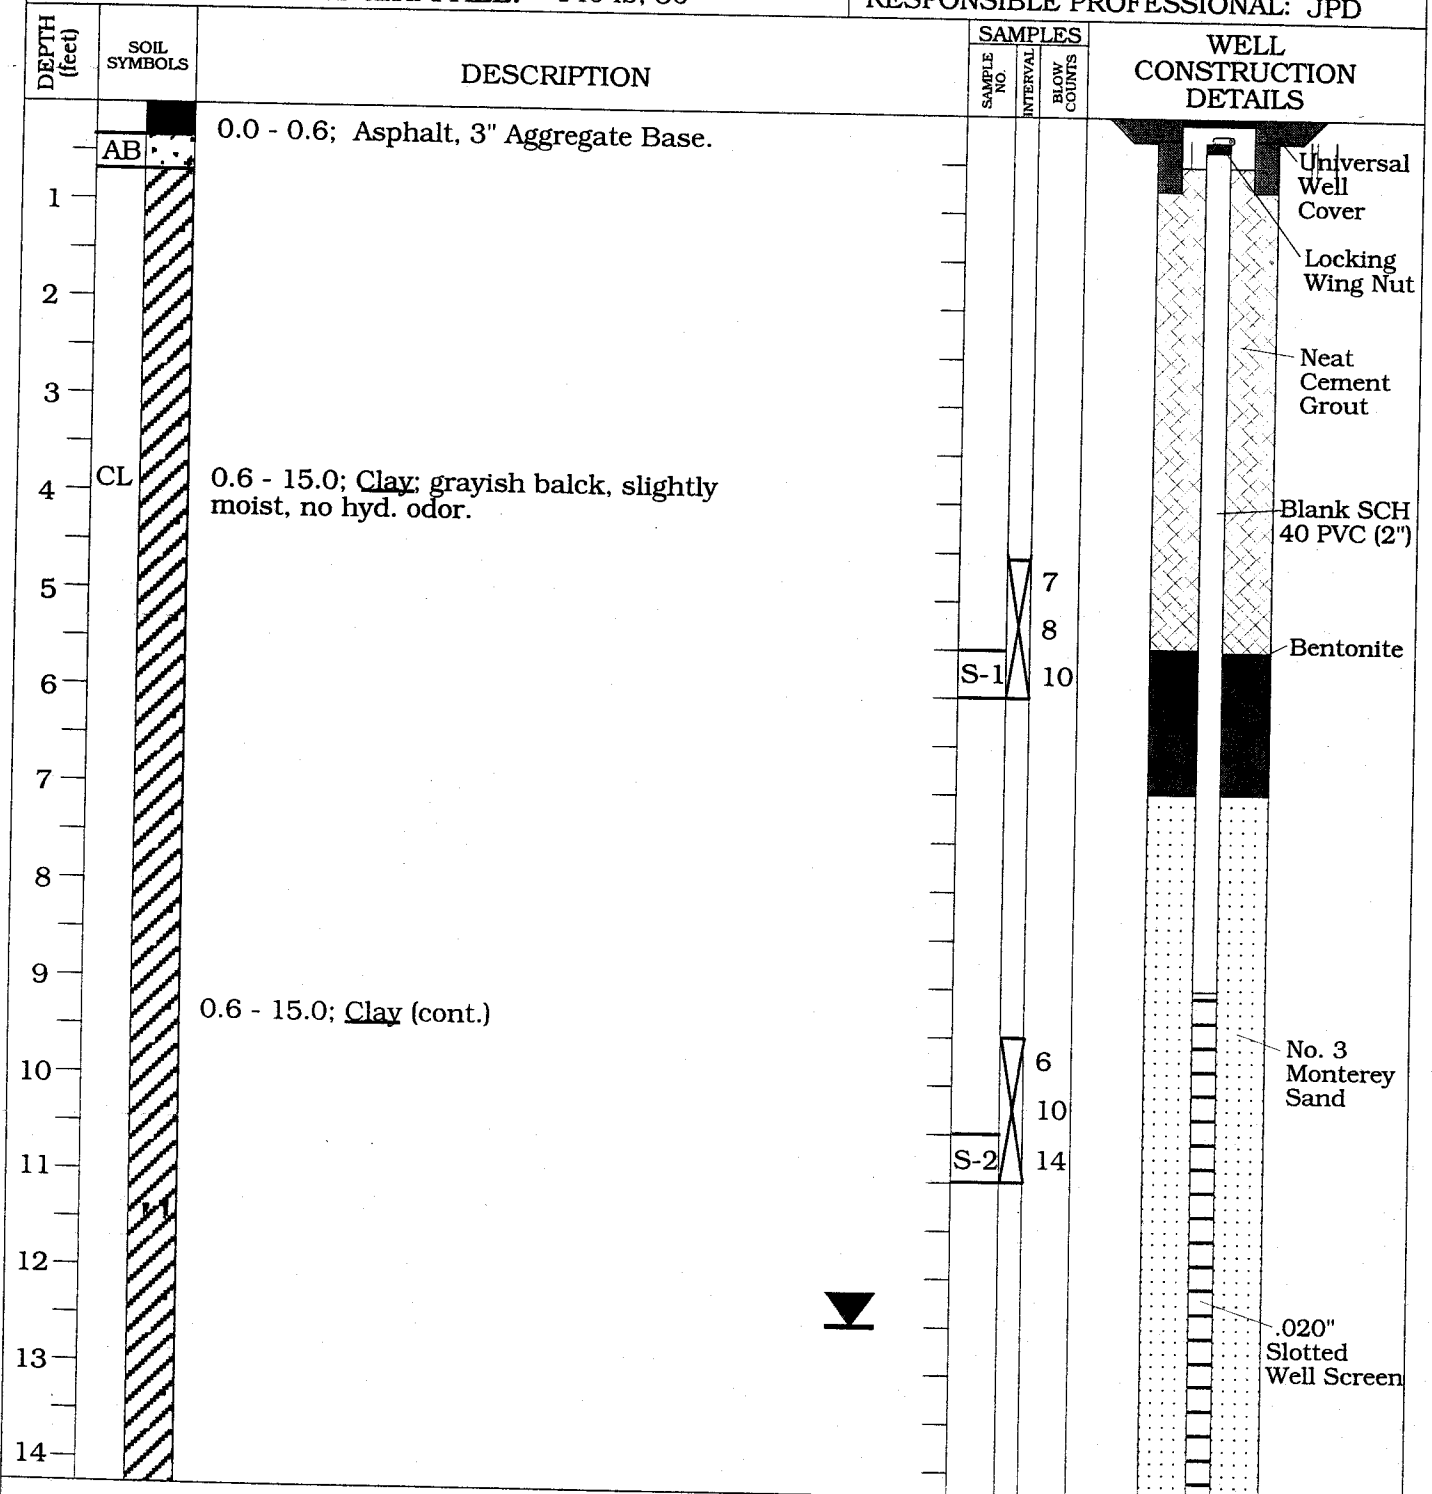 RESPONSIBLE PROFESSIONAL: JPD
DEPTH
(feet)
SOIL
SYMBOLS
DESCRIPTION
SAMPLES
SAMPLE
NO.
INTERVAL
BLOW
COUNTS
WELL
CONSTRUCTION
DETAILS
0.0 - 0.6; Asphalt, 3" Aggregate Base.
AB
Universal
Well
Cover
1
Locking
Wing Nut
2
Neat
Cement
Grout
3
CL
4
0.6 - 15.0; Clay; grayish balck, slightly
moist, no hyd. odor.
Blank SCH
40 PVC (2")
5
7
8
Bentonite
6
S-1
10
7
8
9
0.6 - 15.0; Clay (cont.)
10
6
No. 3
Monterey
Sand
10
11
S-2
14
12
.020"
Slotted
Well Screen
13
14